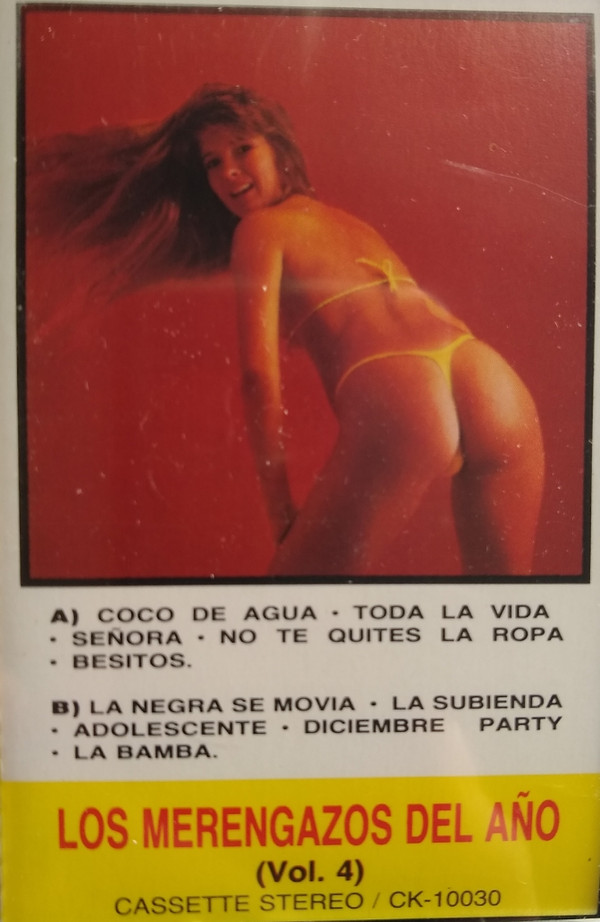 A) COCO DE AGUA • TODA LA VIDA
• SEÑORA • NO TE QUITES LA ROPA
• BESITOS.
B) LA NEGRA SE MOVIA • LA SUBIENDA
• ADOLESCENTE • DICIEMBRE PARTY
• LA BAMBA.
LOS MERENGAZOS DEL AÑO
(Vol. 4)
CASSETTE STEREO / CK-10030